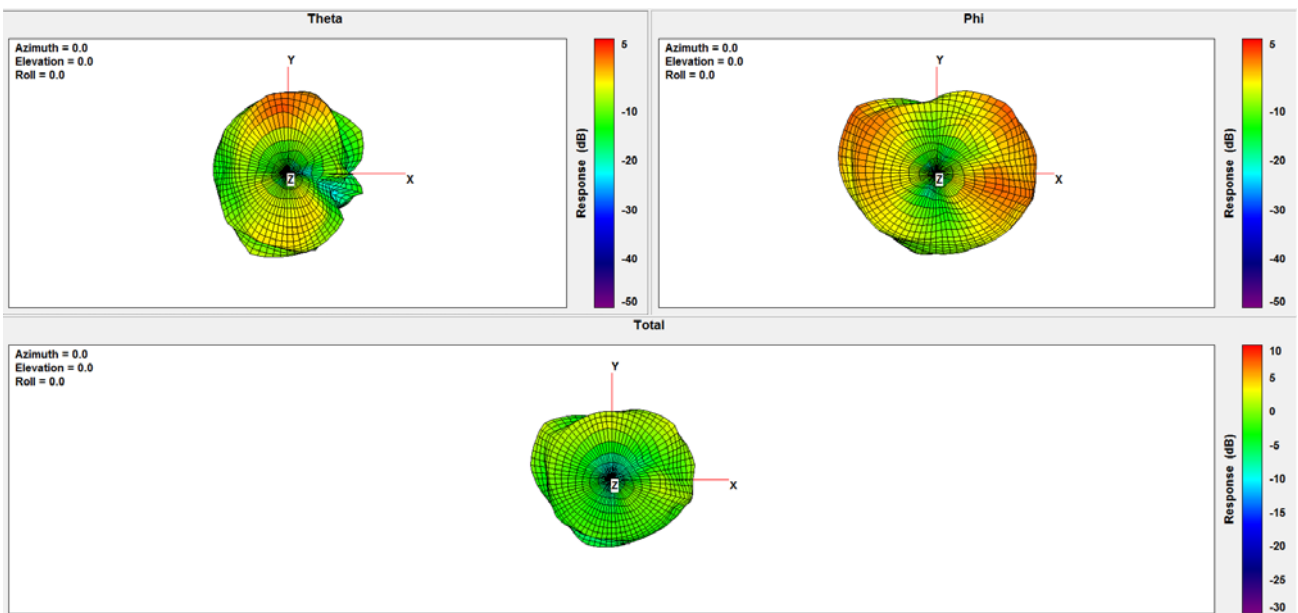 Theta
Azimuth = 0.0
Elevation = 0.0
Roll = 0.0
Y
X
Z
5
-10
-20
-30
-40
-50
Response (dB)
Phi
Azimuth = 0.0
Elevation = 0.0
Roll = 0.0
Y
X
Z
5
-10
-20
-30
-40
-50
Response (dB)
Total
Azimuth = 0.0
Elevation = 0.0
Roll = 0.0
Y
X
Z
10
5
0
-5
-10
-15
-20
-25
-30
Response (dB)